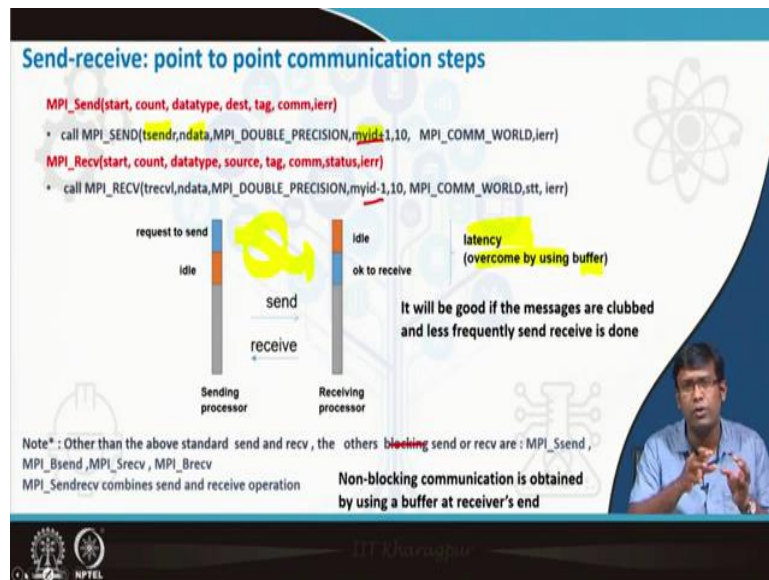 Send-receive: point to point communication steps
MPI_Send(start, count, datatype, dest, tag, comm,ierr)
• call MPI_SEND(tsendr,ndata,MPI_DOUBLE_PRECISION,myid+1,10, MPI_COMM_WORLD,ierr)
MPI_Recv(start, count, datatype, source, tag, comm,status,ierr)
• call MPI_RECV(trecvl,ndata,MPI_DOUBLE_PRECISION,myid-1,10, MPI_COMM_WORLD,stt, ierr)
request to send
idle
idle
ok to receive
latency
(overcome by using buffer)
send
receive
It will be good if the messages are clubbed
and less frequently send receive is done
Sending
processor
Receiving
processor
Note* : Other than the above standard send and recv , the others blocking send or recv are : MPI_Ssend ,
MPI_Bsend ,MPI_Srecv , MPI_Brecv
MPI_Sendrecv combines send and receive operation
Non-blocking communication is obtained
by using a buffer at receiver's end
IIT Kharagpur
NPTEL